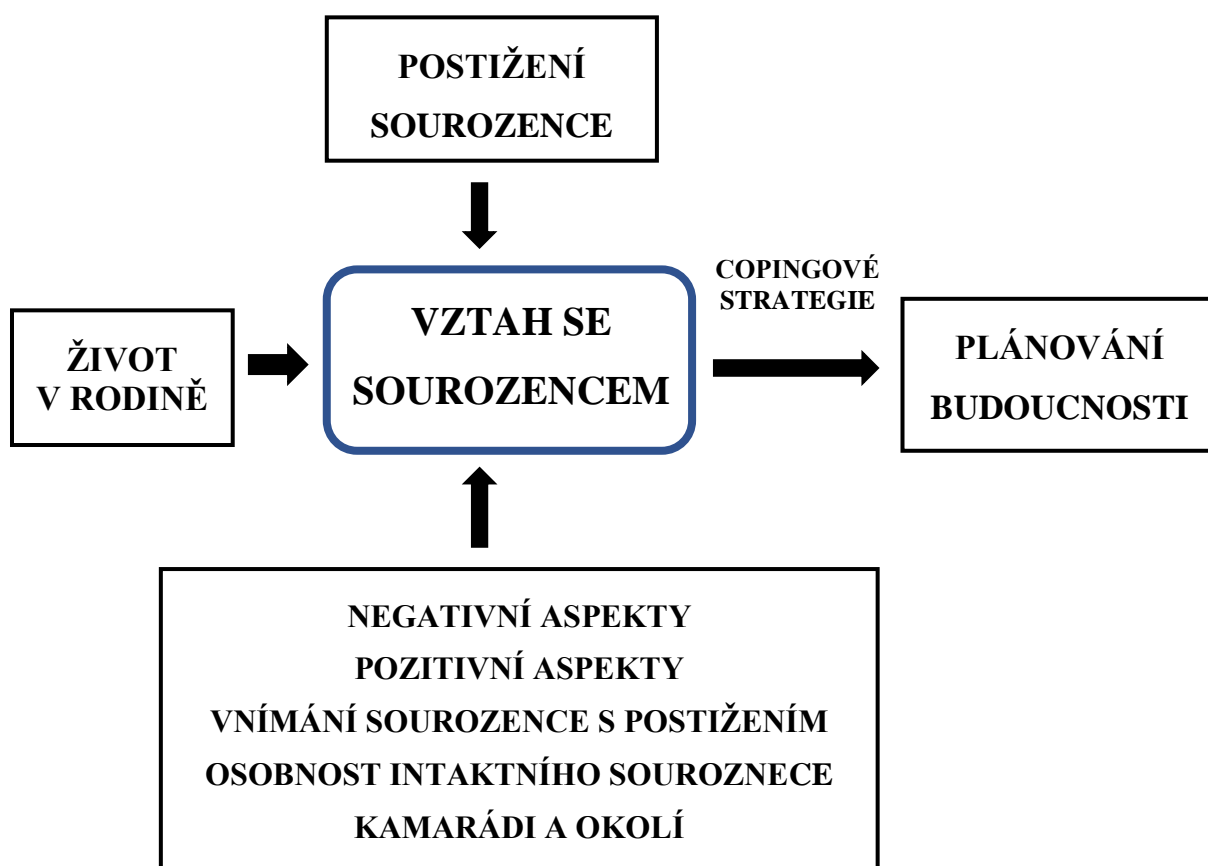 POSTIŽENÍ
SOUROZENCE
COPINGOVÉ
STRATEGIE
ŽIVOT
V RODINĚ
VZTAH SE
SOUROZENCEM
PLÁNOVÁNÍ
BUDOUCNOSTI
NEGATIVNÍ ASPEKTY
POZITIVNÍ ASPEKTY
VNÍMÁNÍ SOUROZENCE S POSTIŽENÍM
OSOBNOST INTAKTNÍHO SOUROZNECE
KAMARÁDI A OKOLÍ